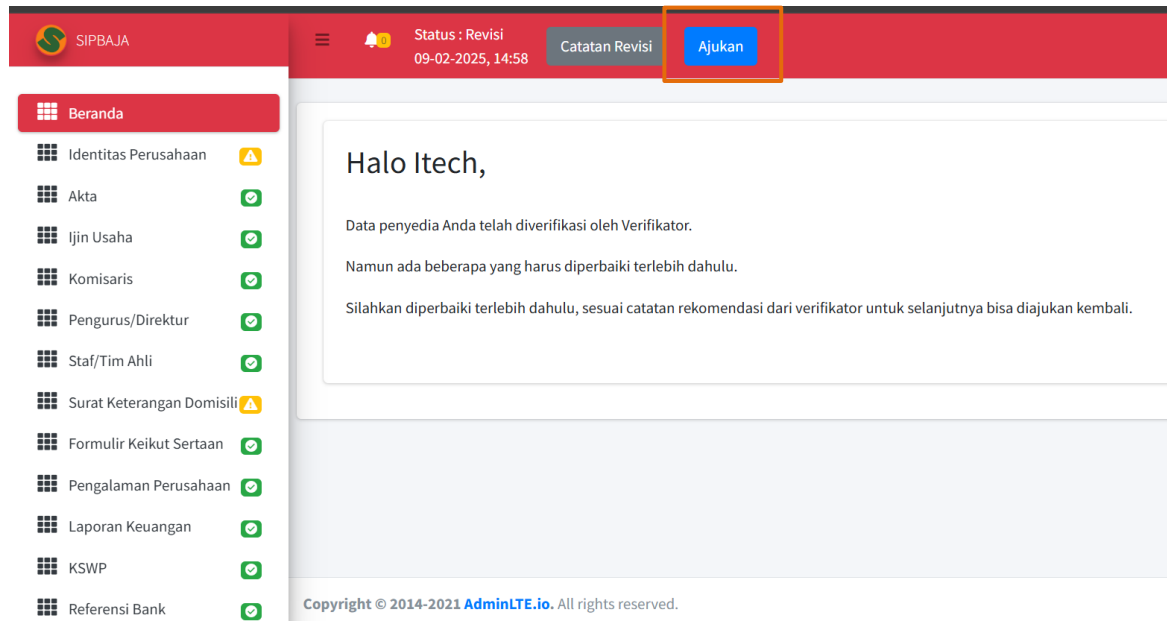 SIPBAJA
0
Status : Revisi
09-02-2025, 14:58
Catatan Revisi
Ajukan
Beranda
Identitas Perusahaan
Akta
Ijin Usaha
Komisaris
Pengurus/Direktur
Staf/Tim Ahli
Surat Keterangan Domisili
Formulir Keikut Sertaan
Pengalaman Perusahaan
Laporan Keuangan
KSWP
Referensi Bank
Halo Itech,
Data penyedia Anda telah diverifikasi oleh Verifikator.
Namun ada beberapa yang harus diperbaiki terlebih dahulu.
Silahkan diperbaiki terlebih dahulu, sesuai catatan rekomendasi dari verifikator untuk selanjutnya bisa diajukan kembali.
Copyright © 2014-2021 AdminLTE.io. All rights reserved.